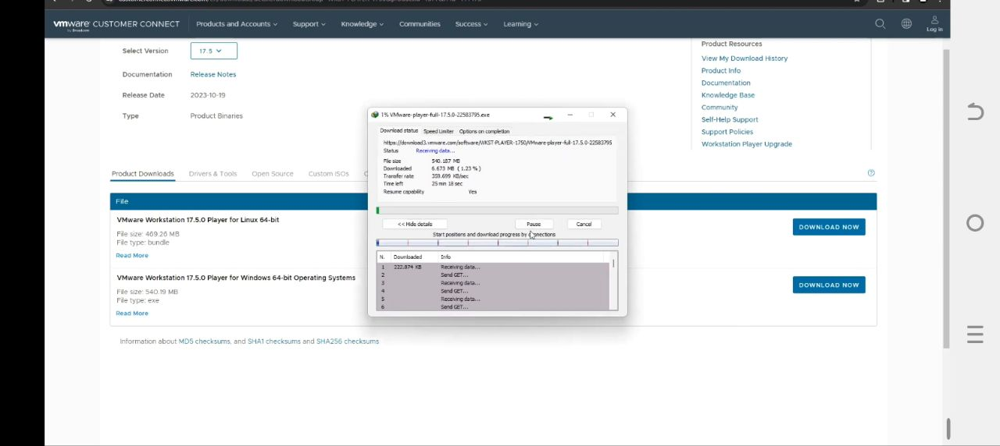 vmware CUSTOMER CONNECT Products and Accounts Support Knowledge Communities Success Learning Log in
by Broadcom
Select Version 17.5
Documentation Release Notes
Release Date 2023-10-19
Type Product Binaries
Product Resources
View My Download History
Product Info
Documentation
Knowledge Base
Community
Self-Help Support
Support Policies
Workstation Player Upgrade
1% VMware-player-full-17.5.0-22583795.exe
Download status Speed Limiter Options on completion
https://download3.vmware.com/software/WKST-PLAYER-1750/VMware-player-full-17.5.0-22583795
Status Receiving data...
File size 540.187 MB
Downloaded 6.673 MB ( 1.23 % )
Transfer rate 359.699 KB/sec
Time left 25 min 18 sec
Resume capability Yes
<< Hide details Pause Cancel
Start positions and download progress by connections
N. Downloaded Info
1 222.874 KB Receiving data...
2 Send GET...
3 Receiving data...
4 Send GET...
5 Receiving data...
6 Send GET...
Product Downloads Drivers & Tools Open Source Custom ISOs
File
VMware Workstation 17.5.0 Player for Linux 64-bit
File size: 469.26 MB
File type: bundle
Read More
DOWNLOAD NOW
VMware Workstation 17.5.0 Player for Windows 64-bit Operating Systems
File size: 540.19 MB
File type: exe
Read More
DOWNLOAD NOW
Information about MD5 checksums, and SHA1 checksums and SHA256 checksums